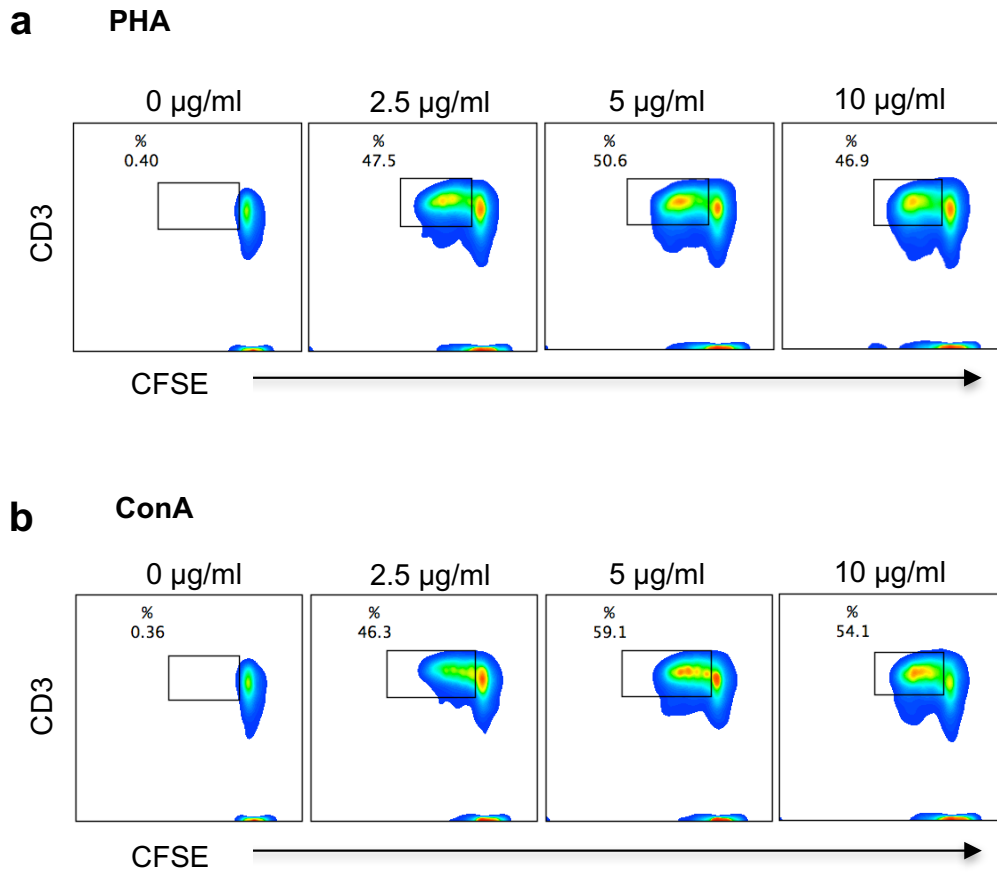 a PHA
0 µg/ml 2.5 µg/ml 5 µg/ml 10 µg/ml
% % % %
0.40 47.5 50.6 46.9
CD3
CFSE
b ConA
0 µg/ml 2.5 µg/ml 5 µg/ml 10 µg/ml
% % % %
0.36 46.3 59.1 54.1
CD3
CFSE